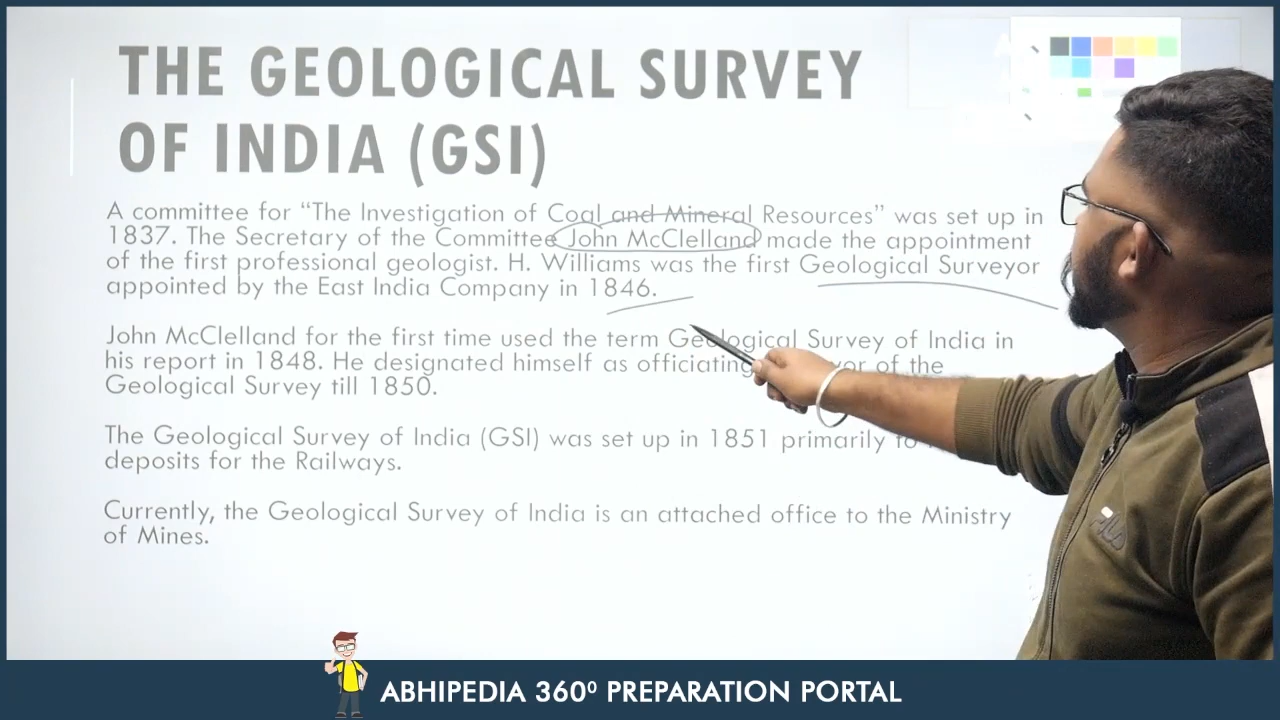 THE GEOLOGICAL SURVEY
OF INDIA (GSI)
A committee for “The Investigation of Coal and Mineral Resources” was set up in
1837. The Secretary of the Committee John McClelland made the appointment
of the first professional geologist. H. Williams was the first Geological Surveyor
appointed by the East India Company in 1846.
John McClelland for the first time used the term Geological Survey of India in
his report in 1848. He designated himself as officiating of the
Geological Survey till 1850.
The Geological Survey of India (GSI) was set up in 1851 primarily to
deposits for the Railways.
Currently, the Geological Survey of India is an attached office to the Ministry
of Mines.
ABHIPEDIA 360⁰ PREPARATION PORTAL